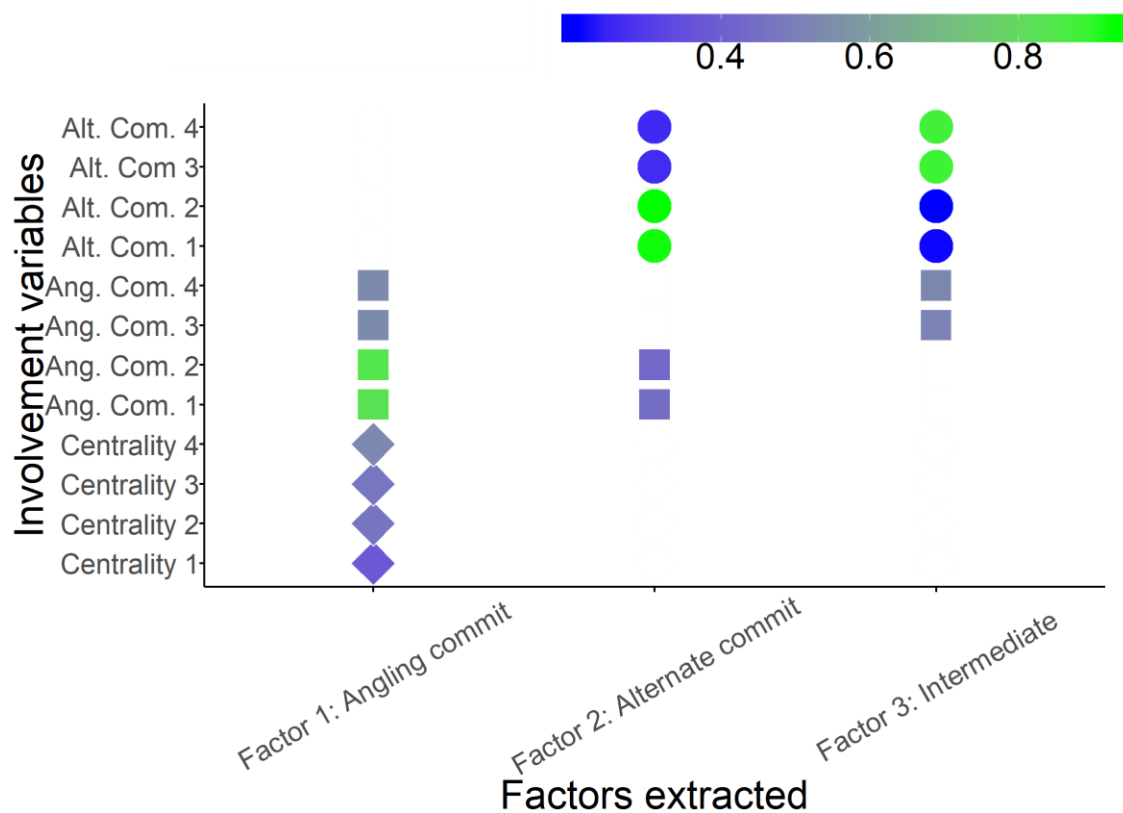 0.4 0.6 0.8
Involvement variables
Alt. Com. 4
Alt. Com 3
Alt. Com. 2
Alt. Com. 1
Ang. Com. 4
Ang. Com. 3
Ang. Com. 2
Ang. Com. 1
Centrality 4
Centrality 3
Centrality 2
Centrality 1
Factor 1: Angling commit
Factor 2: Alternate commit
Factor 3: Intermediate
Factors extracted